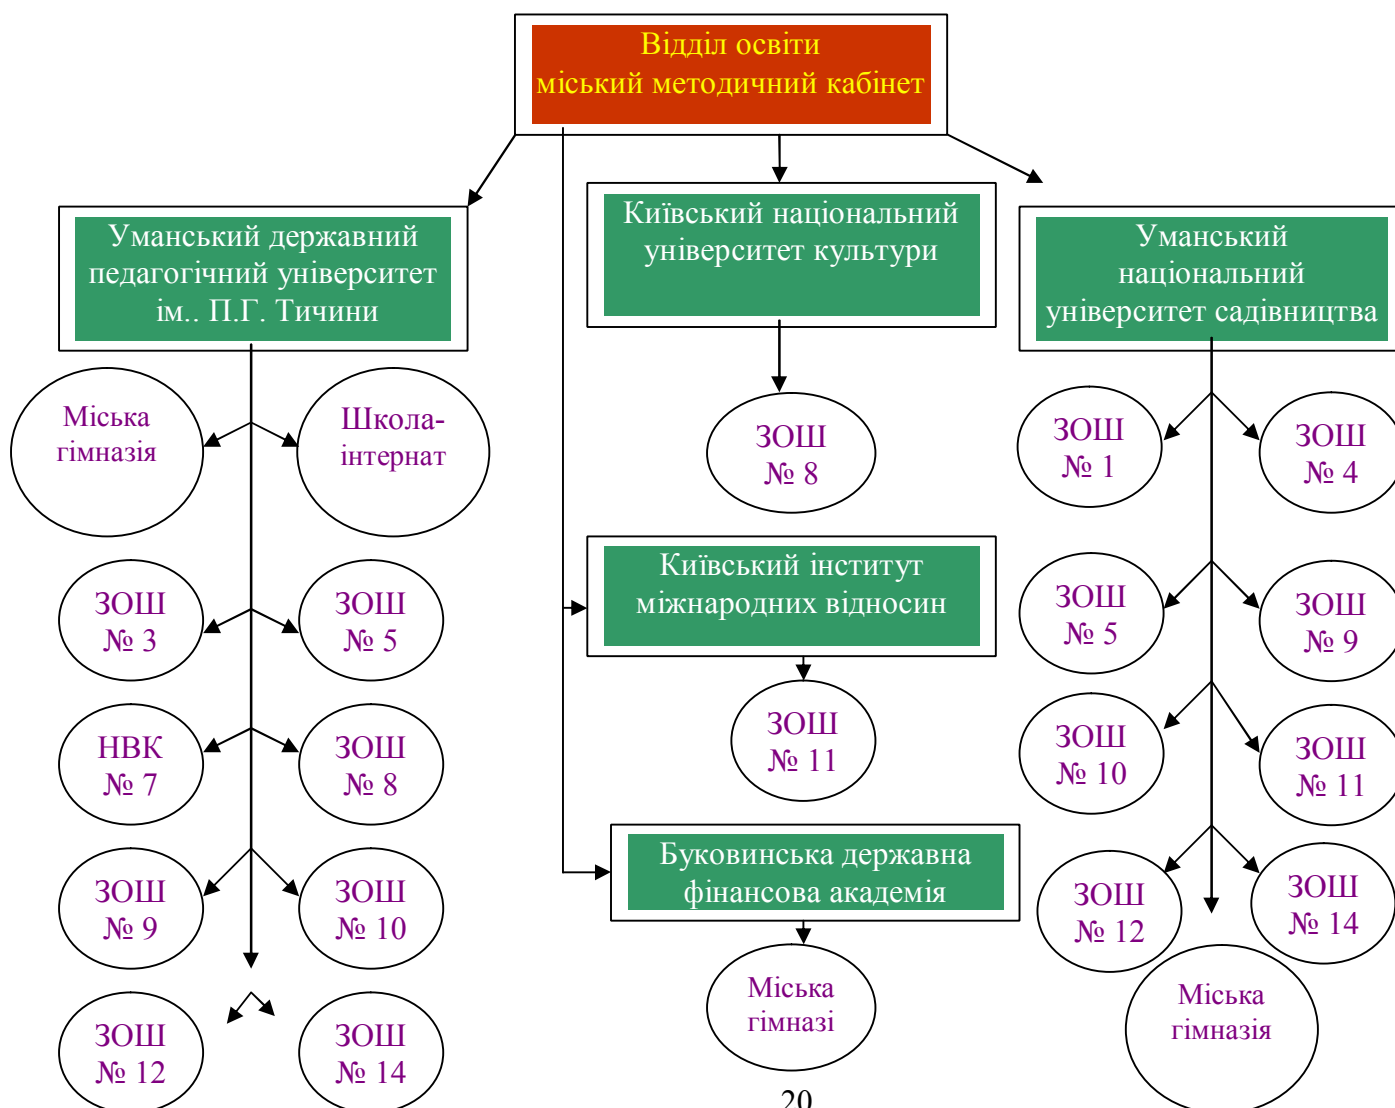 Відділ освіти
міський методичний кабінет
Уманський державний
педагогічний університет
ім.. П.Г. Тичини
Київський національний
університет культури
Уманський
національний
університет садівництва
Міська
гімназія
Школа-
інтернат
ЗОШ
№ 3
ЗОШ
№ 5
НВК
№ 7
ЗОШ
№ 8
ЗОШ
№ 9
ЗОШ
№ 10
ЗОШ
№ 12
ЗОШ
№ 14
ЗОШ
№ 8
Київський інститут
міжнародних відносин
ЗОШ
№ 11
Буковинська державна
фінансова академія
Міська
гімназі
ЗОШ
№ 1
ЗОШ
№ 4
ЗОШ
№ 5
ЗОШ
№ 9
ЗОШ
№ 10
ЗОШ
№ 11
ЗОШ
№ 12
ЗОШ
№ 14
Міська
гімназія
20